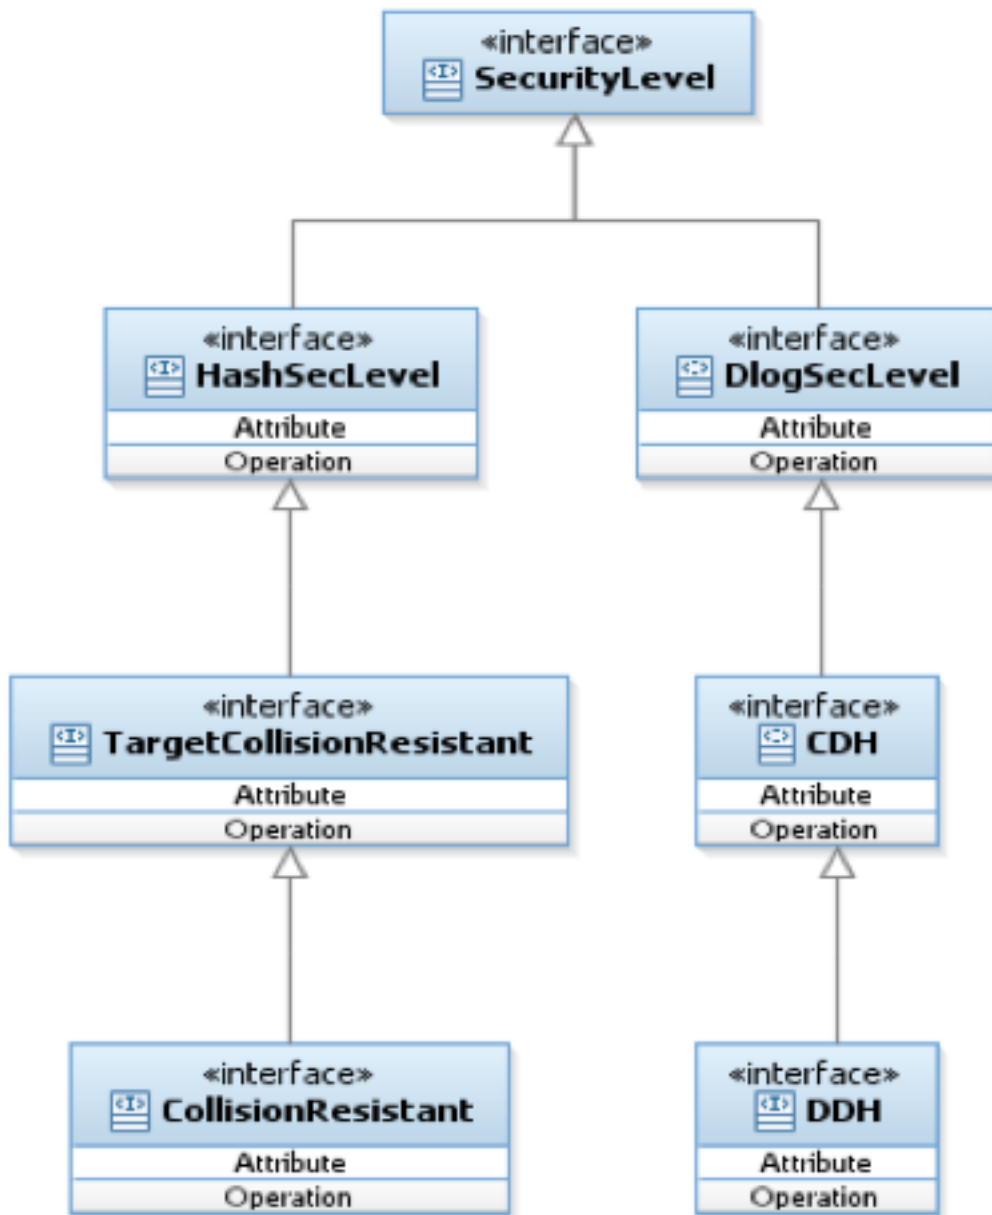 «interface»
SecurityLevel
«interface»
HashSecLevel
Attribute
Operation
«interface»
DlogSecLevel
Attribute
Operation
«interface»
TargetCollisionResistant
Attribute
Operation
«interface»
CDH
Attribute
Operation
«interface»
CollisionResistant
Attribute
Operation
«interface»
DDH
Attribute
Operation